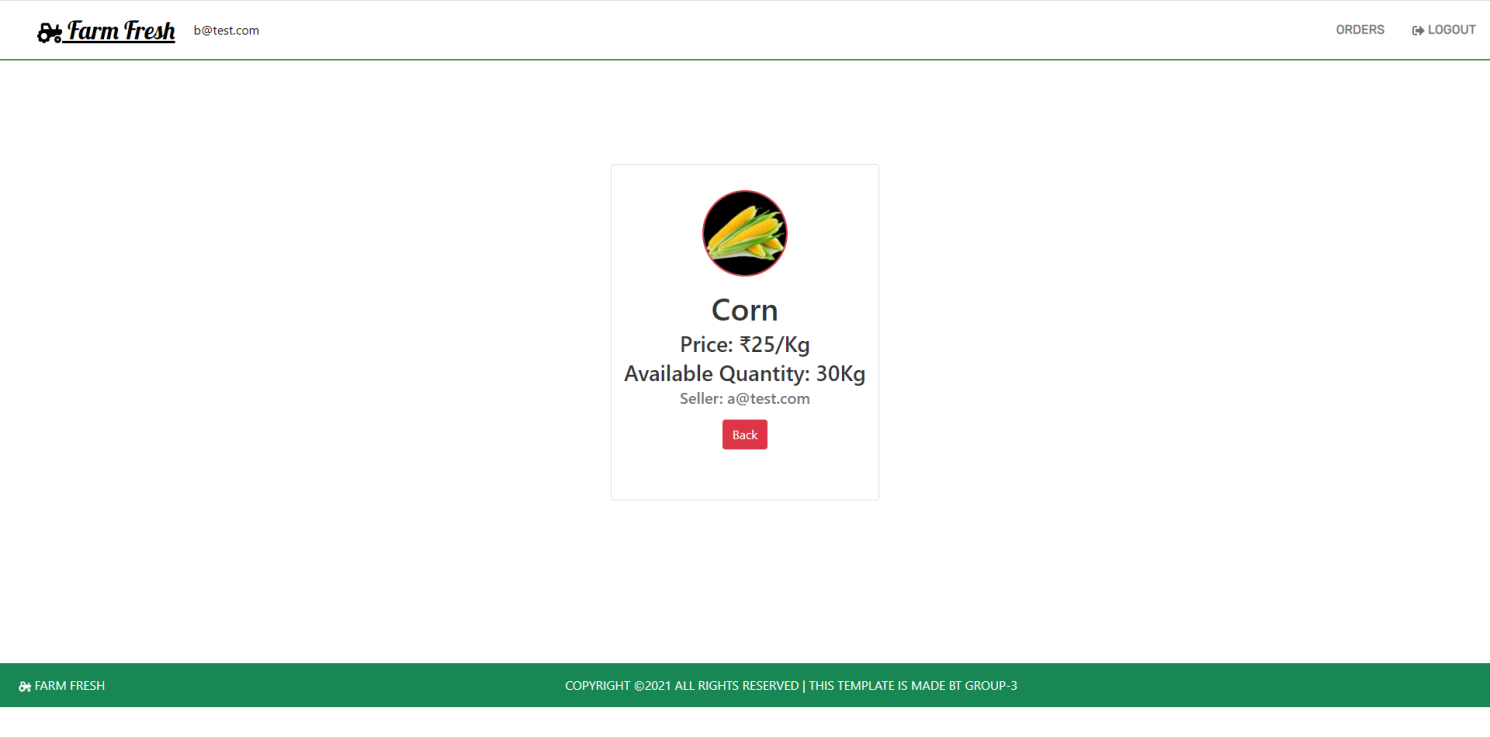 Farm Fresh b@test.com ORDERS LOGOUT
Corn
Price: ₹25/Kg
Available Quantity: 30Kg
Seller: a@test.com
Back
FARM FRESH COPYRIGHT ©2021 ALL RIGHTS RESERVED | THIS TEMPLATE IS MADE BT GROUP-3